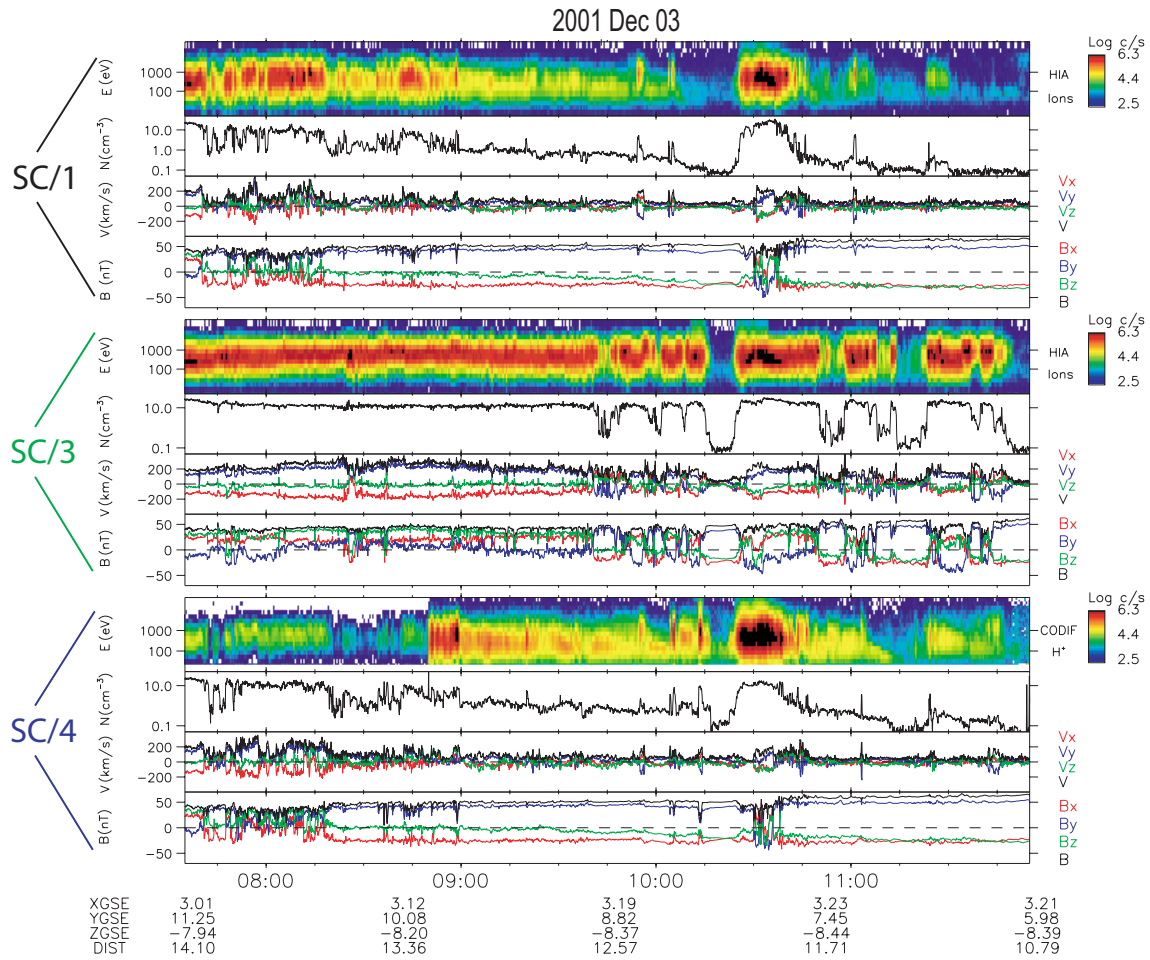 2001 Dec 03
SC/1
E (eV)
1000
100
Log c/s
6.3
4.4
2.5
HIA
Ions
N(cm⁻³)
10.0
1.0
0.1
V(km/s)
200
0
−200
Vx
Vy
Vz
V
B (nT)
50
0
−50
Bx
By
Bz
B
SC/3
E (eV)
1000
100
Log c/s
6.3
4.4
2.5
HIA
Ions
N(cm⁻³)
10.0
0.1
V (km/s)
200
0
−200
Vx
Vy
Vz
V
B (nT)
50
0
−50
Bx
By
Bz
B
SC/4
E (eV)
1000
100
Log c/s
6.3
4.4
2.5
CODIF
H⁺
N(cm⁻³)
10.0
0.1
V (km/s)
200
0
−200
Vx
Vy
Vz
V
B(nT)
50
0
−50
Bx
By
Bz
B
08:00 09:00 10:00 11:00
XGSE 3.01 3.12 3.19 3.23 3.21
YGSE 11.25 10.08 8.82 7.45 5.98
ZGSE −7.94 −8.20 −8.37 −8.44 −8.39
DIST 14.10 13.36 12.57 11.71 10.79